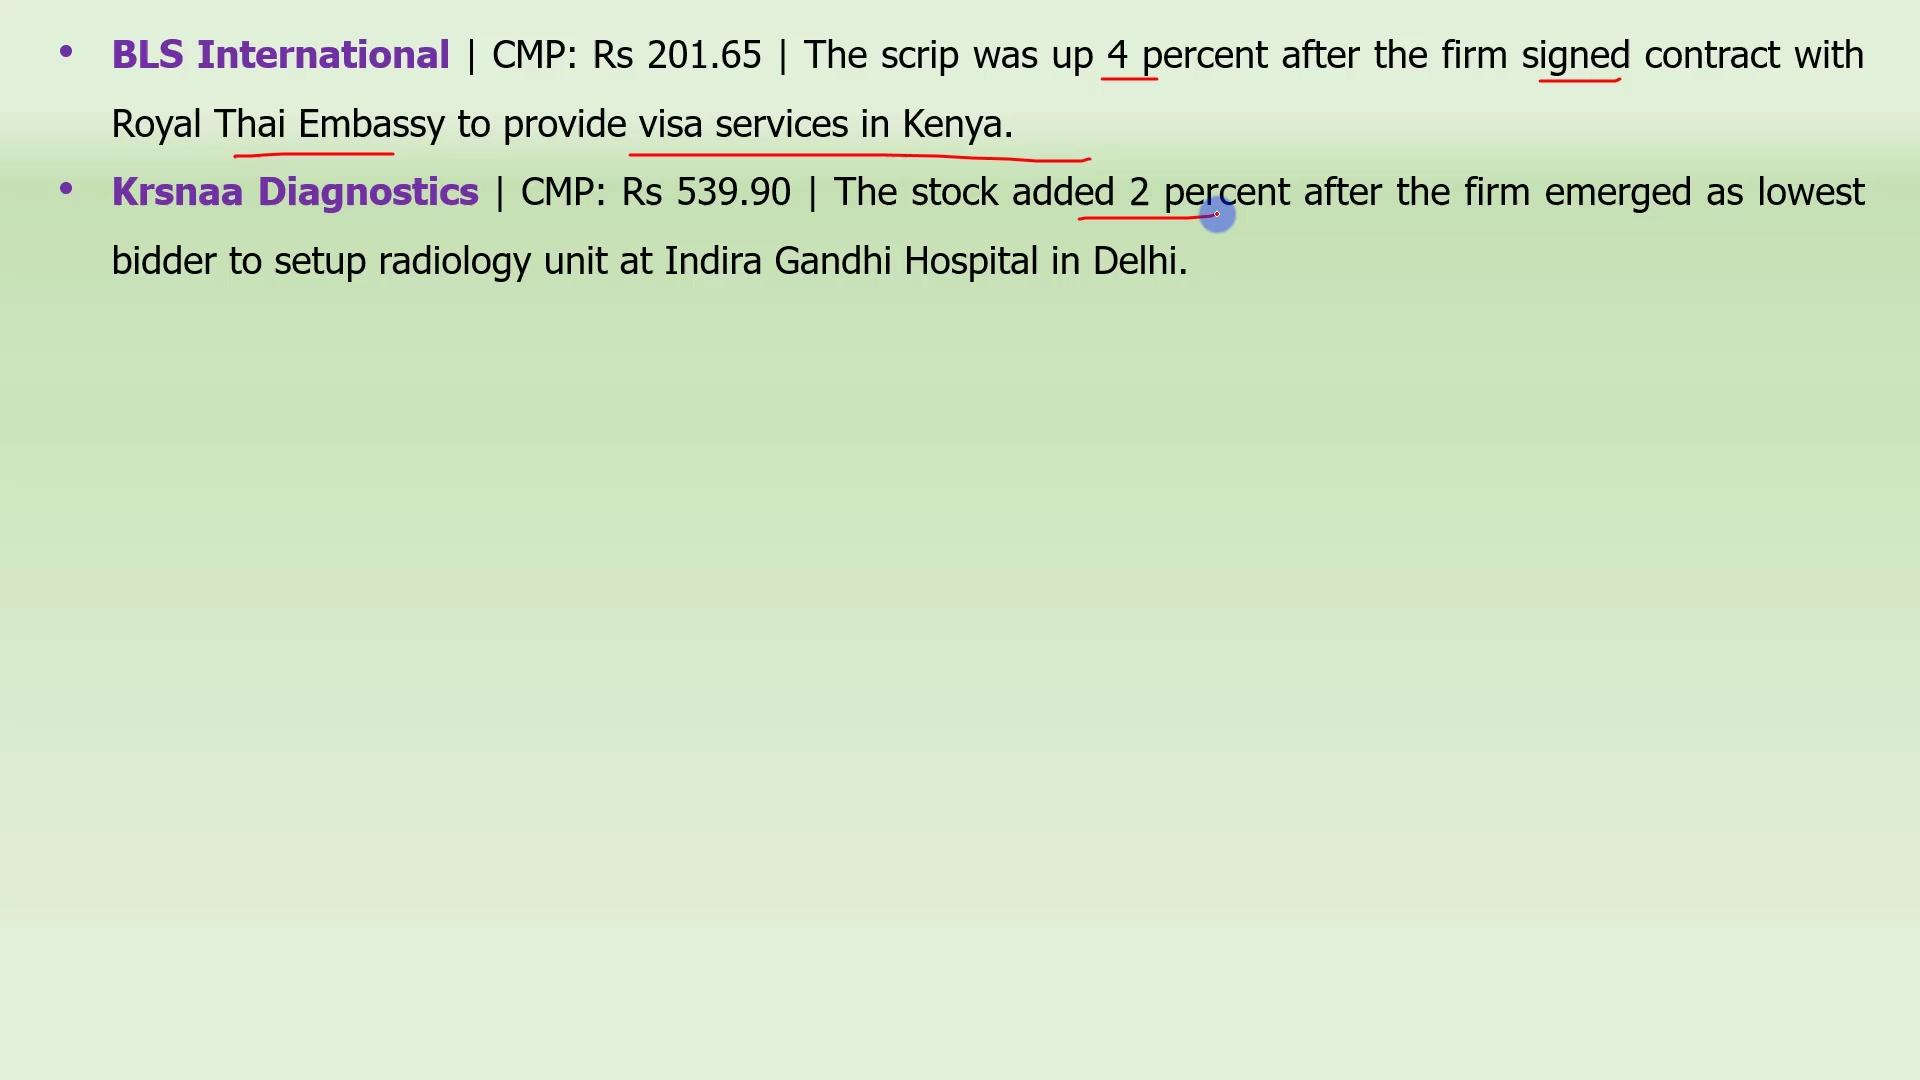 • BLS International | CMP: Rs 201.65 | The scrip was up 4 percent after the firm signed contract with
Royal Thai Embassy to provide visa services in Kenya.
• Krsnaa Diagnostics | CMP: Rs 539.90 | The stock added 2 percent after the firm emerged as lowest
bidder to setup radiology unit at Indira Gandhi Hospital in Delhi.